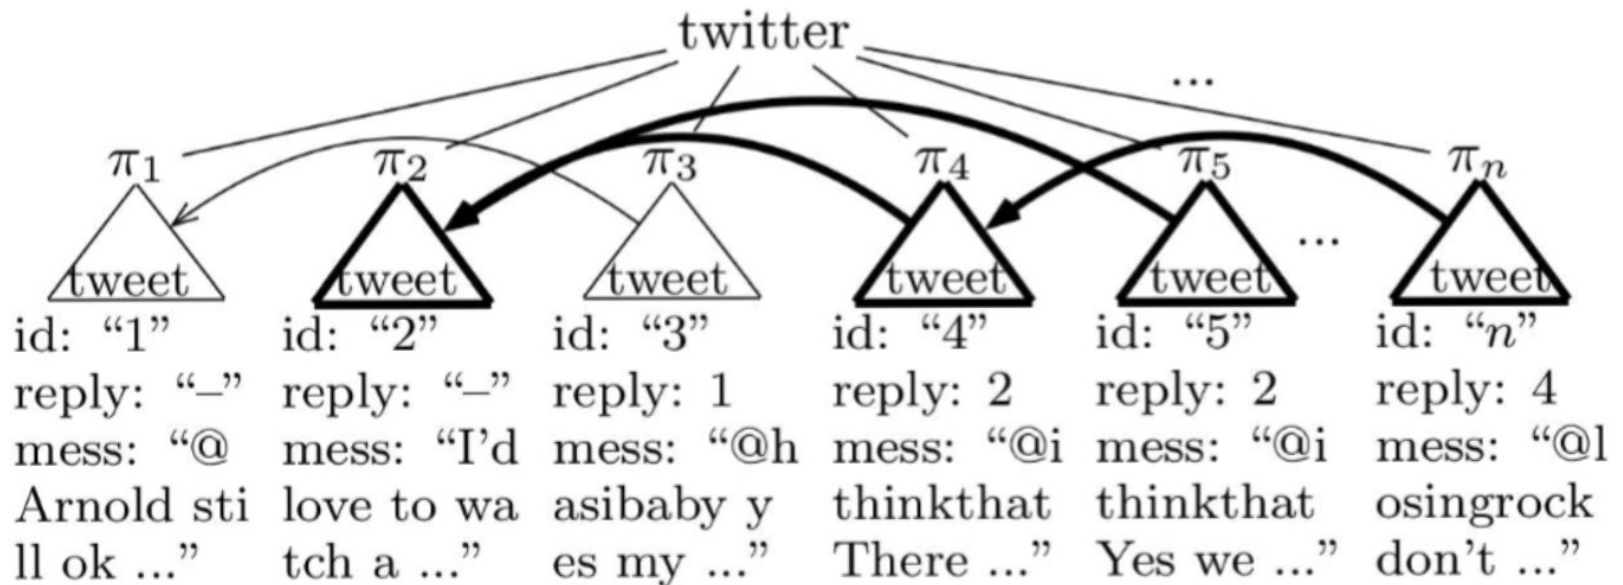 twitter
...
π1 π2 π3 π4 π5 πn
tweet tweet tweet tweet tweet ... tweet
id: “1” id: “2” id: “3” id: “4” id: “5” id: “n”
reply: “–” reply: “–” reply: 1 reply: 2 reply: 2 reply: 4
mess: “@ mess: “I’d mess: “@h mess: “@i mess: “@i mess: “@l
Arnold sti love to wa asibaby y thinkthat thinkthat osingrock
ll ok ...” tch a ...” es my ...” There ...” Yes we ...” don’t ...”